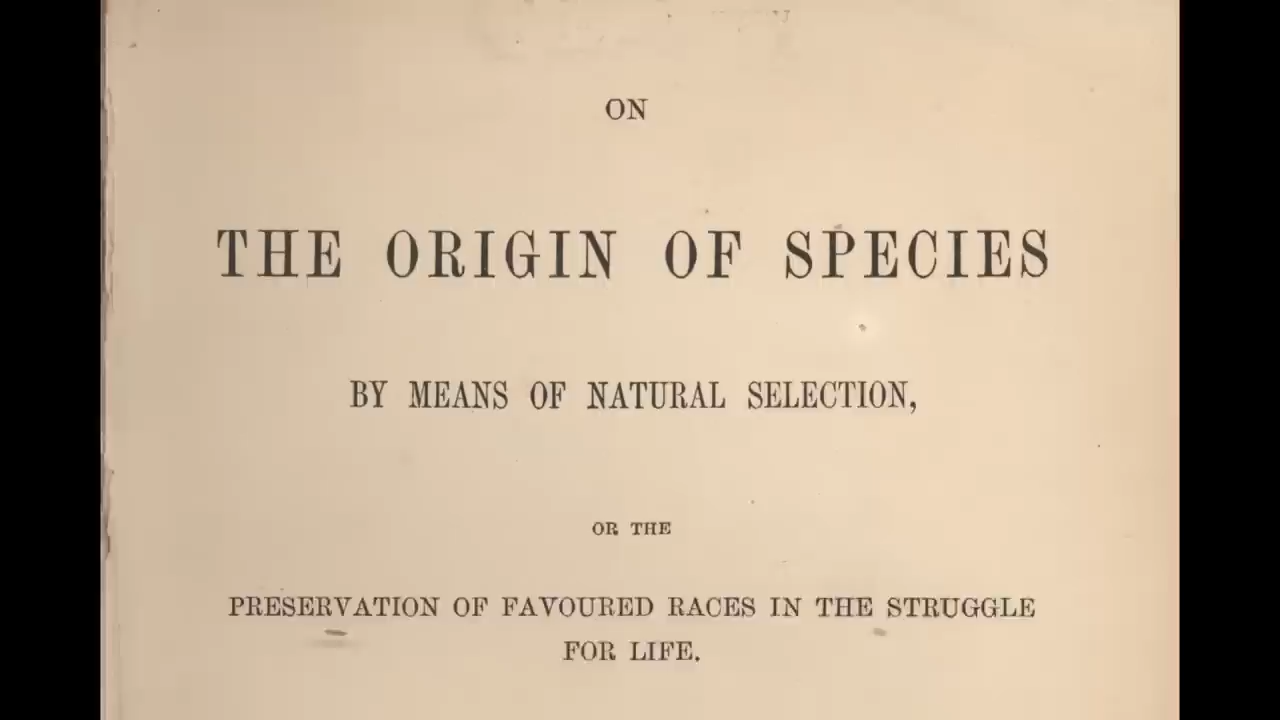 ON
THE ORIGIN OF SPECIES
BY MEANS OF NATURAL SELECTION,
OR THE
PRESERVATION OF FAVOURED RACES IN THE STRUGGLE
FOR LIFE.